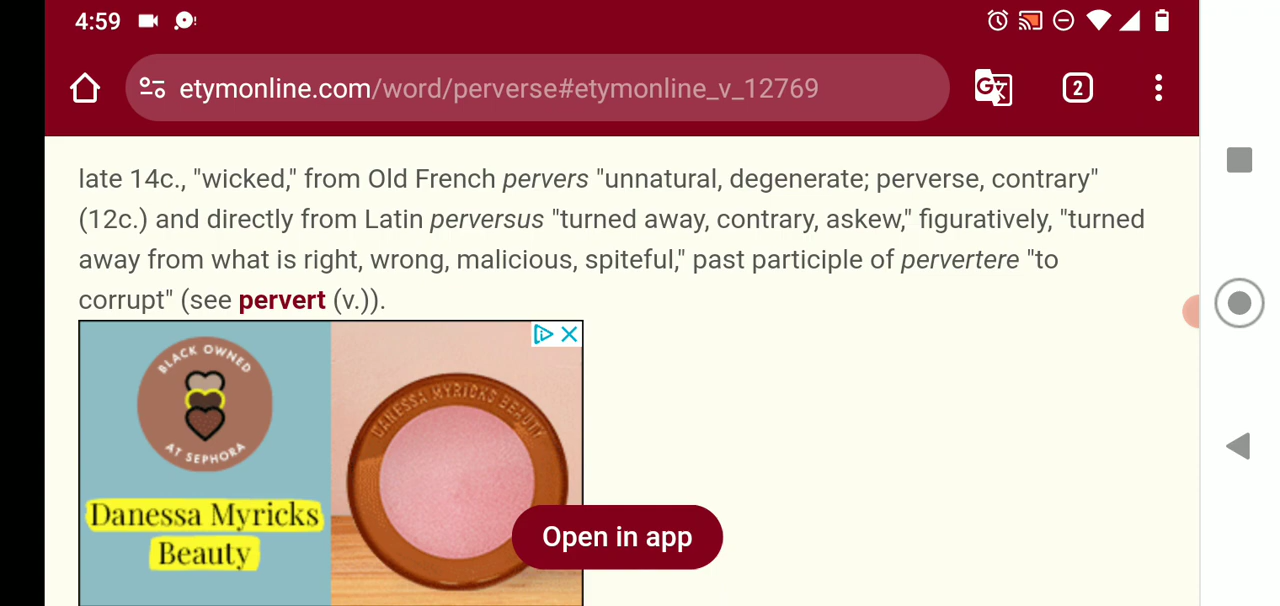 4:59
etymonline.com/word/perverse#etymonline_v_12769
2
late 14c., "wicked," from Old French pervers "unnatural, degenerate; perverse, contrary"
(12c.) and directly from Latin perversus "turned away, contrary, askew," figuratively, "turned
away from what is right, wrong, malicious, spiteful," past participle of pervertere "to
corrupt" (see pervert (v.)).
BLACK OWNED
AT SEPHORA
Danessa Myricks
Beauty
DANESSA MYRICKS BEAUTY
Open in app